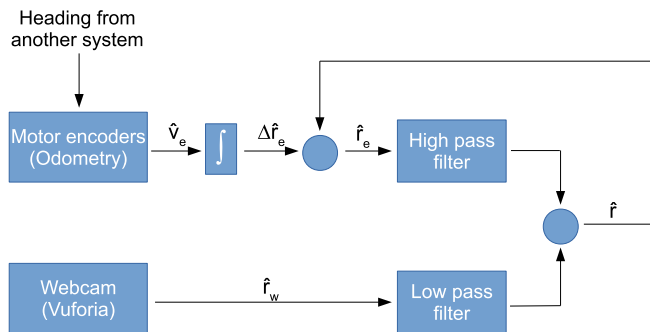 Heading from
another system
Motor encoders
(Odometry)
v̂e
∫
Δr̂e
r̂e
High pass
filter
r̂
Webcam
(Vuforia)
r̂w
Low pass
filter